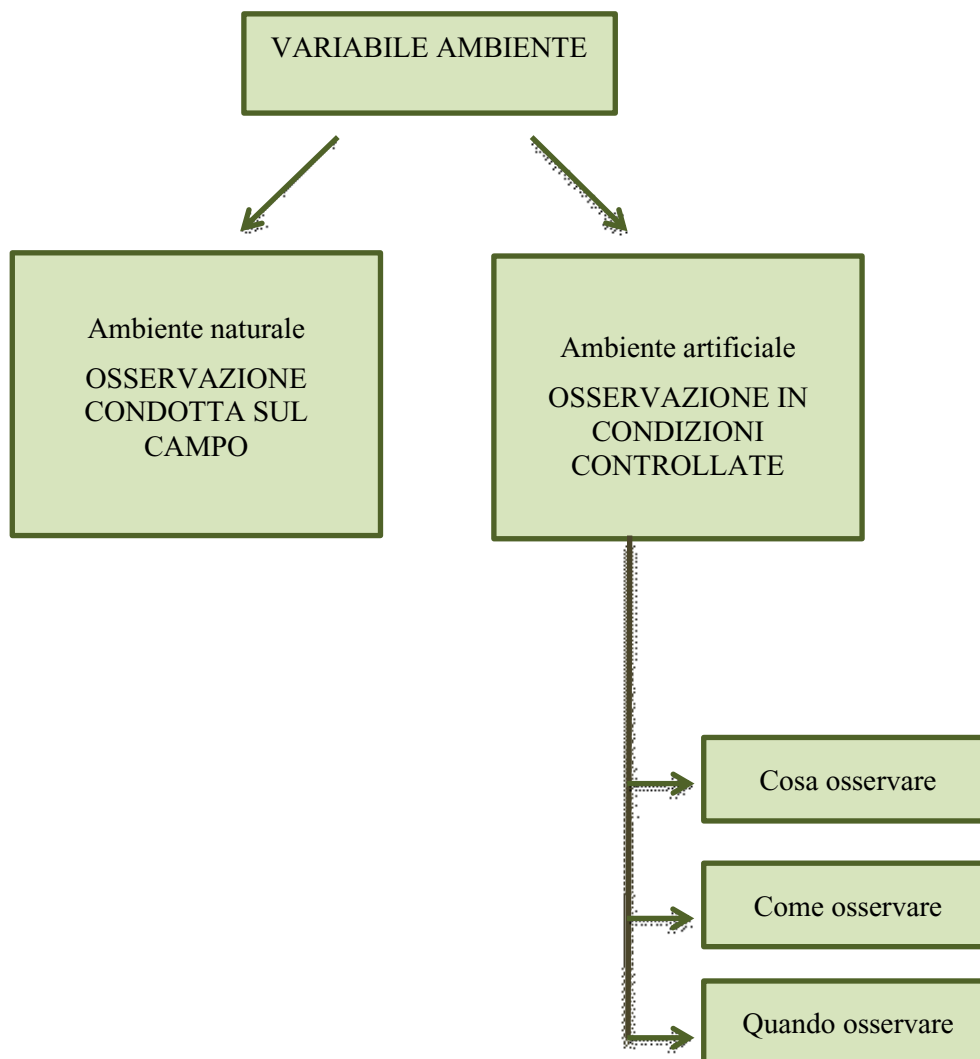 VARIABILE AMBIENTE
Ambiente naturale
OSSERVAZIONE
CONDOTTA SUL
CAMPO
Ambiente artificiale
OSSERVAZIONE IN
CONDIZIONI
CONTROLLATE
Cosa osservare
Come osservare
Quando osservare